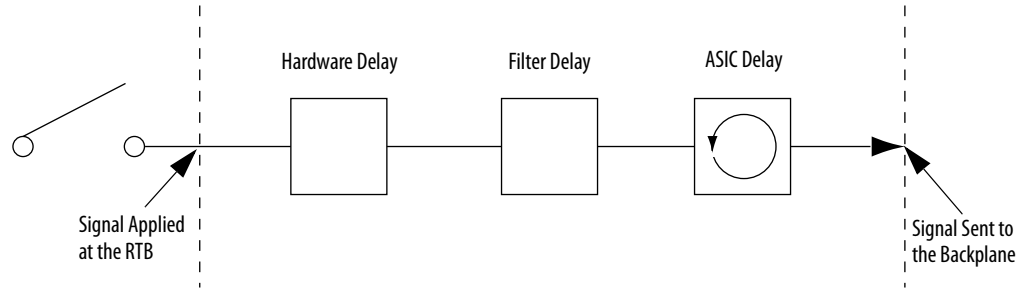 Hardware Delay
Filter Delay
ASIC Delay
Signal Applied
at the RTB
Signal Sent to
the Backplane